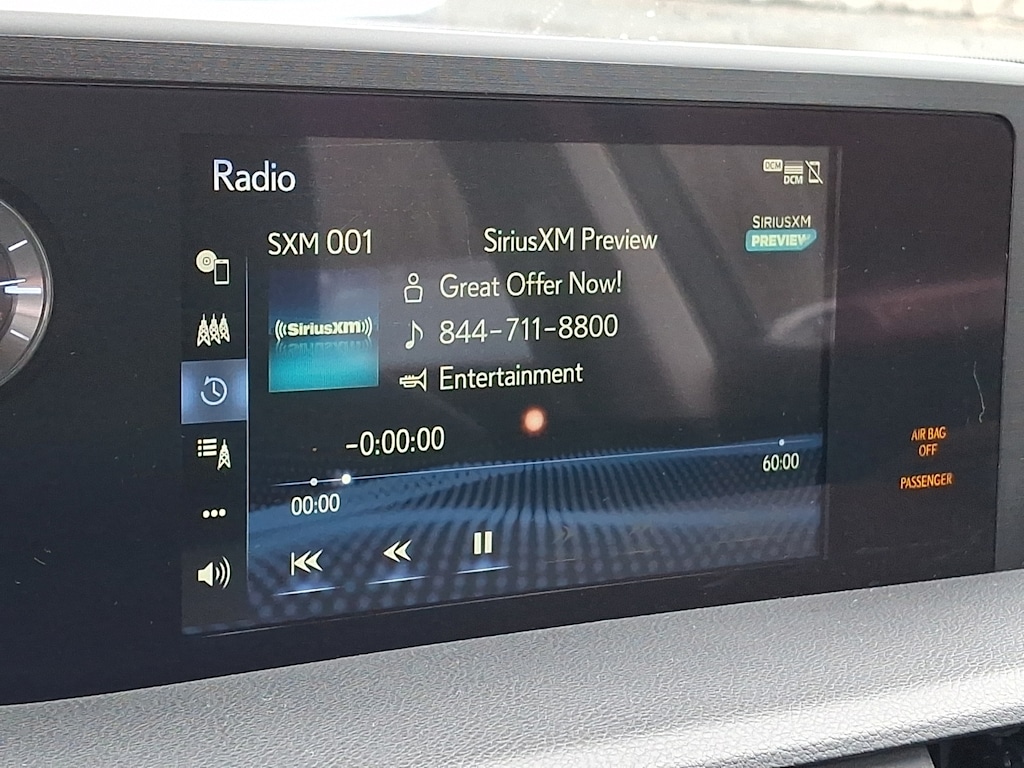 Radio
DCM
DCM
SXM 001
SiriusXM Preview
SIRIUSXM
PREVIEW
Great Offer Now!
((SiriusXM))
844-711-8800
Entertainment
-0:00:00
60:00
00:00
AIR BAG
OFF
PASSENGER